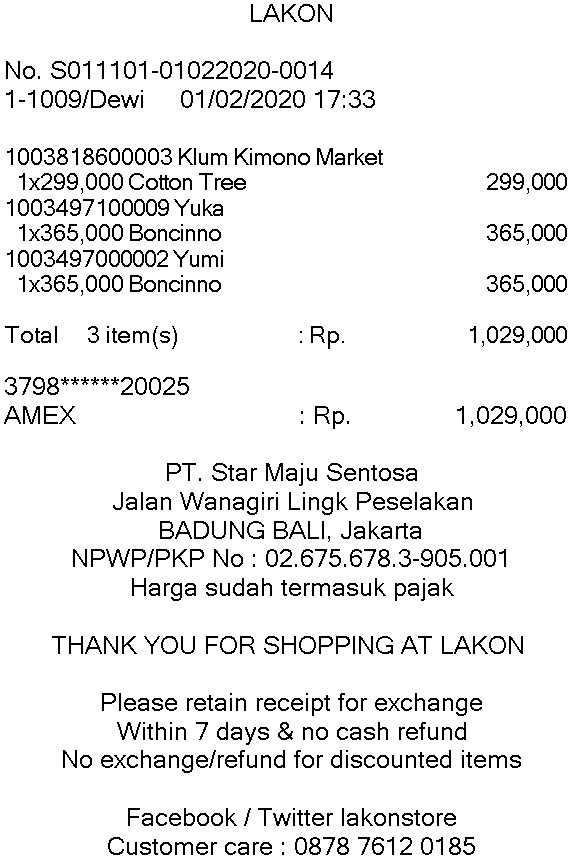 LAKON
No. S011101-01022020-0014
1-1009/Dewi 01/02/2020 17:33
1003818600003 Klum Kimono Market
1x299,000 Cotton Tree 299,000
1003497100009 Yuka
1x365,000 Boncinno 365,000
1003497000002 Yumi
1x365,000 Boncinno 365,000
Total 3 item(s) : Rp. 1,029,000
3798******20025
AMEX : Rp. 1,029,000
PT. Star Maju Sentosa
Jalan Wanagiri Lingk Peselakan
BADUNG BALI, Jakarta
NPWP/PKP No : 02.675.678.3-905.001
Harga sudah termasuk pajak
THANK YOU FOR SHOPPING AT LAKON
Please retain receipt for exchange
Within 7 days & no cash refund
No exchange/refund for discounted items
Facebook / Twitter lakonstore
Customer care : 0878 7612 0185